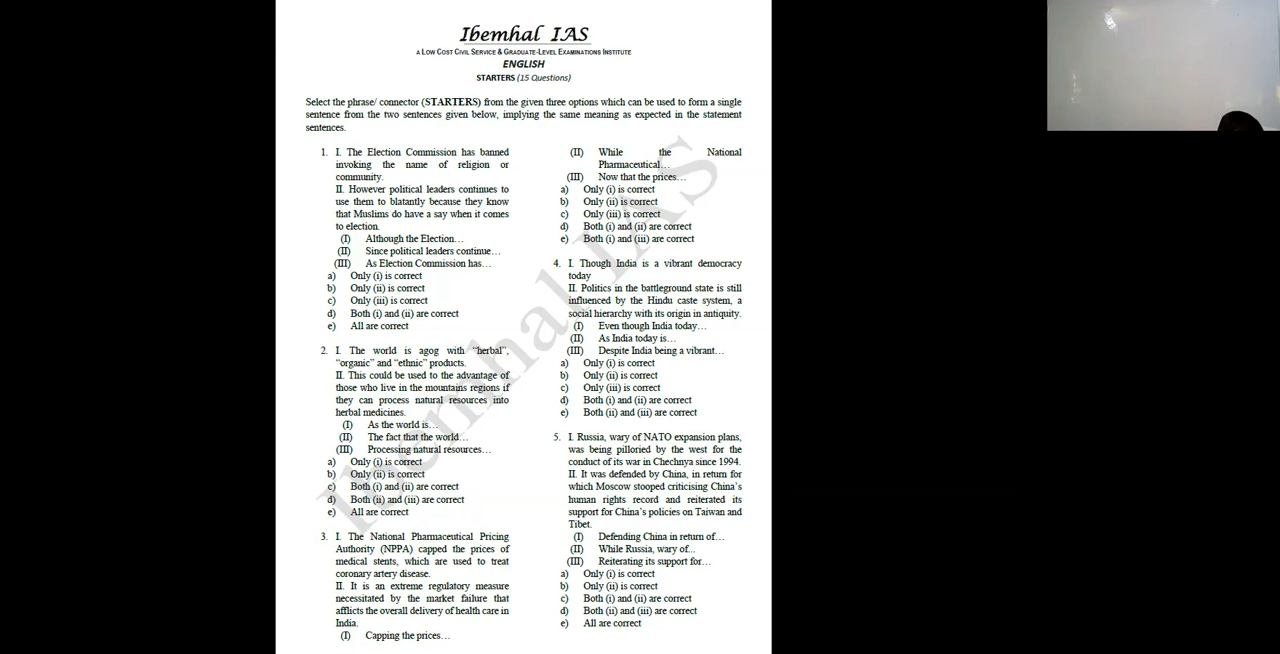 Ibemhal IAS
A LOW COST CIVIL SERVICE & GRADUATE-LEVEL EXAMINATIONS INSTITUTE
ENGLISH
STARTERS (15 Questions)
Select the phrase/ connector (STARTERS) from the given three options which can be used to form a single
sentence from the two sentences given below, implying the same meaning as expected in the statement
sentences.
1. I. The Election Commission has banned
invoking the name of religion or
community.
II. However political leaders continues to
use them to blatantly because they know
that Muslims do have a say when it comes
to election.
(I) Although the Election…
(II) Since political leaders continue…
(III) As Election Commission has…
a) Only (i) is correct
b) Only (ii) is correct
c) Only (iii) is correct
d) Both (i) and (ii) are correct
e) All are correct
2. I. The world is agog with “herbal”,
“organic” and “ethnic” products.
II. This could be used to the advantage of
those who live in the mountains regions if
they can process natural resources into
herbal medicines.
(I) As the world is…
(II) The fact that the world…
(III) Processing natural resources…
a) Only (i) is correct
b) Only (ii) is correct
c) Both (i) and (ii) are correct
d) Both (ii) and (iii) are correct
e) All are correct
3. I. The National Pharmaceutical Pricing
Authority (NPPA) capped the prices of
medical stents, which are used to treat
coronary artery disease.
II. It is an extreme regulatory measure
necessitated by the market failure that
afflicts the overall delivery of health care in
India.
(I) Capping the prices…
(II) While the National
Pharmaceutical…
(III) Now that the prices…
a) Only (i) is correct
b) Only (ii) is correct
c) Only (iii) is correct
d) Both (i) and (ii) are correct
e) Both (i) and (iii) are correct
4. I. Though India is a vibrant democracy
today
II. Politics in the battleground state is still
influenced by the Hindu caste system, a
social hierarchy with its origin in antiquity.
(I) Even though India today…
(II) As India today is…
(III) Despite India being a vibrant…
a) Only (i) is correct
b) Only (ii) is correct
c) Only (iii) is correct
d) Both (i) and (ii) are correct
e) Both (ii) and (iii) are correct
5. I. Russia, wary of NATO expansion plans,
was being pilloried by the west for the
conduct of its war in Chechnya since 1994.
II. It was defended by China, in return for
which Moscow stooped criticising China’s
human rights record and reiterated its
support for China’s policies on Taiwan and
Tibet.
(I) Defending China in return of…
(II) While Russia, wary of...
(III) Reiterating its support for…
a) Only (i) is correct
b) Only (ii) is correct
c) Both (i) and (ii) are correct
d) Both (ii) and (iii) are correct
e) All are correct
Ibemhal IAS